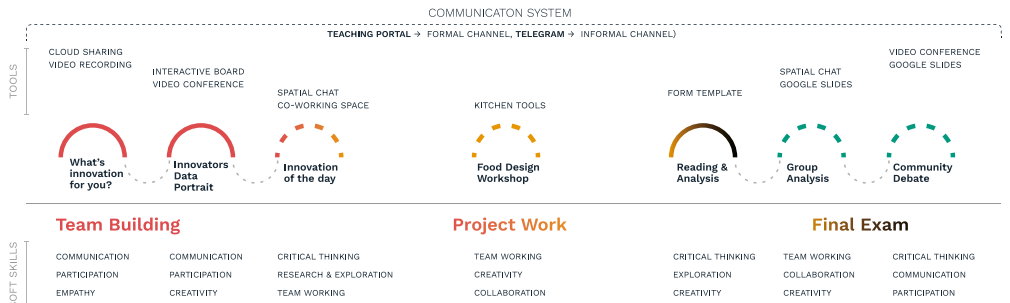 COMMUNICATON SYSTEM
TEACHING PORTAL → FORMAL CHANNEL, TELEGRAM → INFORMAL CHANNEL)
TOOLS
CLOUD SHARING
VIDEO RECORDING
INTERACTIVE BOARD
VIDEO CONFERENCE
SPATIAL CHAT
CO-WORKING SPACE
KITCHEN TOOLS
FORM TEMPLATE
SPATIAL CHAT
GOOGLE SLIDES
VIDEO CONFERENCE
GOOGLE SLIDES
What's
innovation
for you?
Innovators
Data
Portrait
Innovation
of the day
Food Design
Workshop
Reading &
Analysis
Group
Analysis
Community
Debate
Team Building
Project Work
Final Exam
SOFT SKILLS
COMMUNICATION
PARTICIPATION
EMPATHY
COMMUNICATION
PARTICIPATION
CREATIVITY
CRITICAL THINKING
RESEARCH & EXPLORATION
TEAM WORKING
TEAM WORKING
CREATIVITY
COLLABORATION
CRITICAL THINKING
EXPLORATION
CREATIVITY
TEAM WORKING
COLLABORATION
CREATIVITY
CRITICAL THINKING
COMMUNICATION
PARTICIPATION